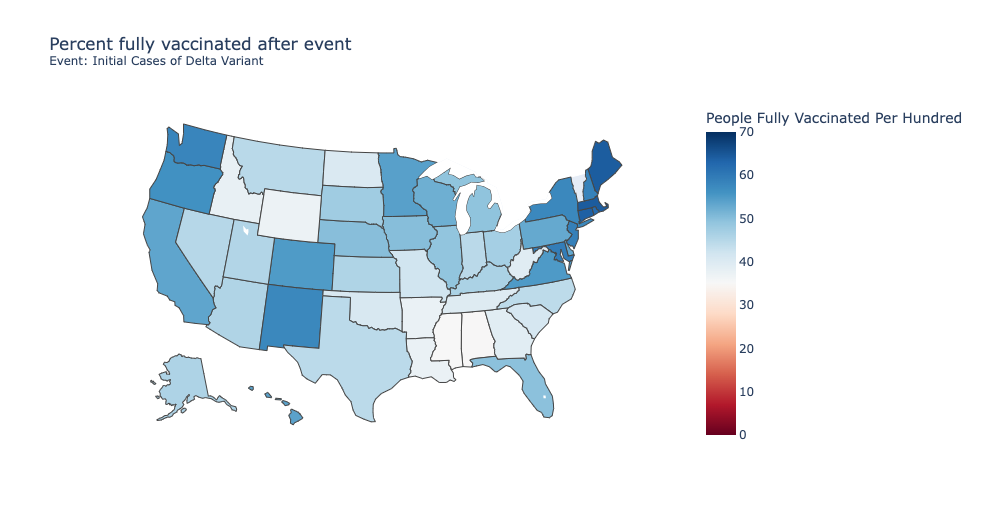 Percent fully vaccinated after event
Event: Initial Cases of Delta Variant
People Fully Vaccinated Per Hundred
70
60
50
40
30
20
10
0